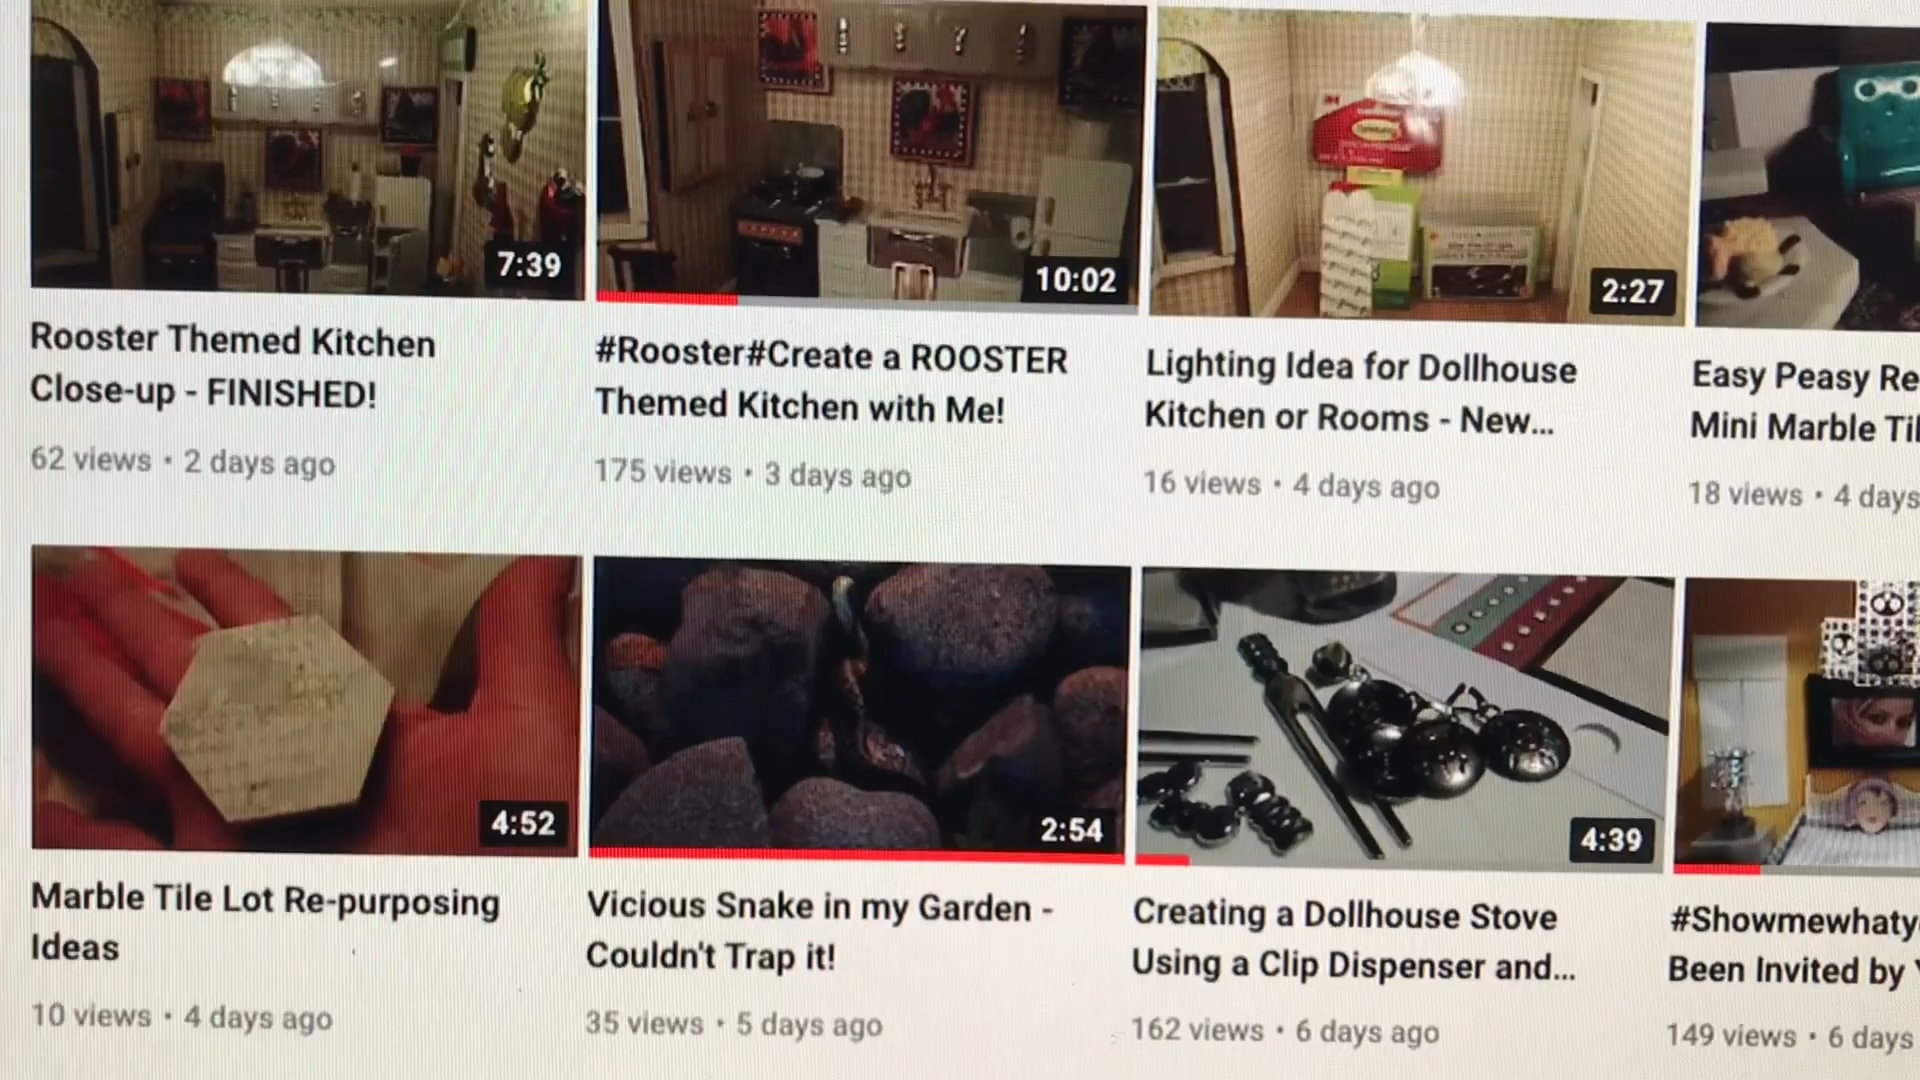 7:39
10:02
2:27
Rooster Themed Kitchen
Close-up - FINISHED!
62 views • 2 days ago
#Rooster#Create a ROOSTER
Themed Kitchen with Me!
175 views • 3 days ago
Lighting Idea for Dollhouse
Kitchen or Rooms - New...
16 views • 4 days ago
Easy Peasy Re
Mini Marble Til
18 views • 4 days
4:52
2:54
4:39
Marble Tile Lot Re-purposing
Ideas
10 views • 4 days ago
Vicious Snake in my Garden -
Couldn't Trap it!
35 views • 5 days ago
Creating a Dollhouse Stove
Using a Clip Dispenser and...
162 views • 6 days ago
#Showmewhaty
Been Invited by
149 views • 6 days